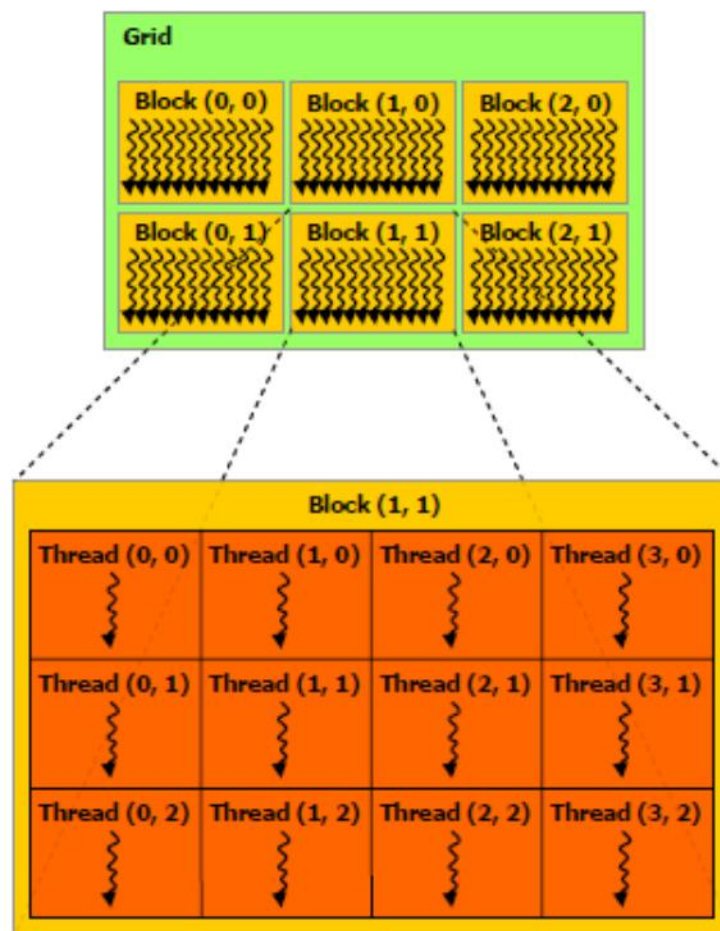 Grid
Block (0, 0) Block (1, 0) Block (2, 0)
Block (0, 1) Block (1, 1) Block (2, 1)
Block (1, 1)
Thread (0, 0) Thread (1, 0) Thread (2, 0) Thread (3, 0)
Thread (0, 1) Thread (1, 1) Thread (2, 1) Thread (3, 1)
Thread (0, 2) Thread (1, 2) Thread (2, 2) Thread (3, 2)